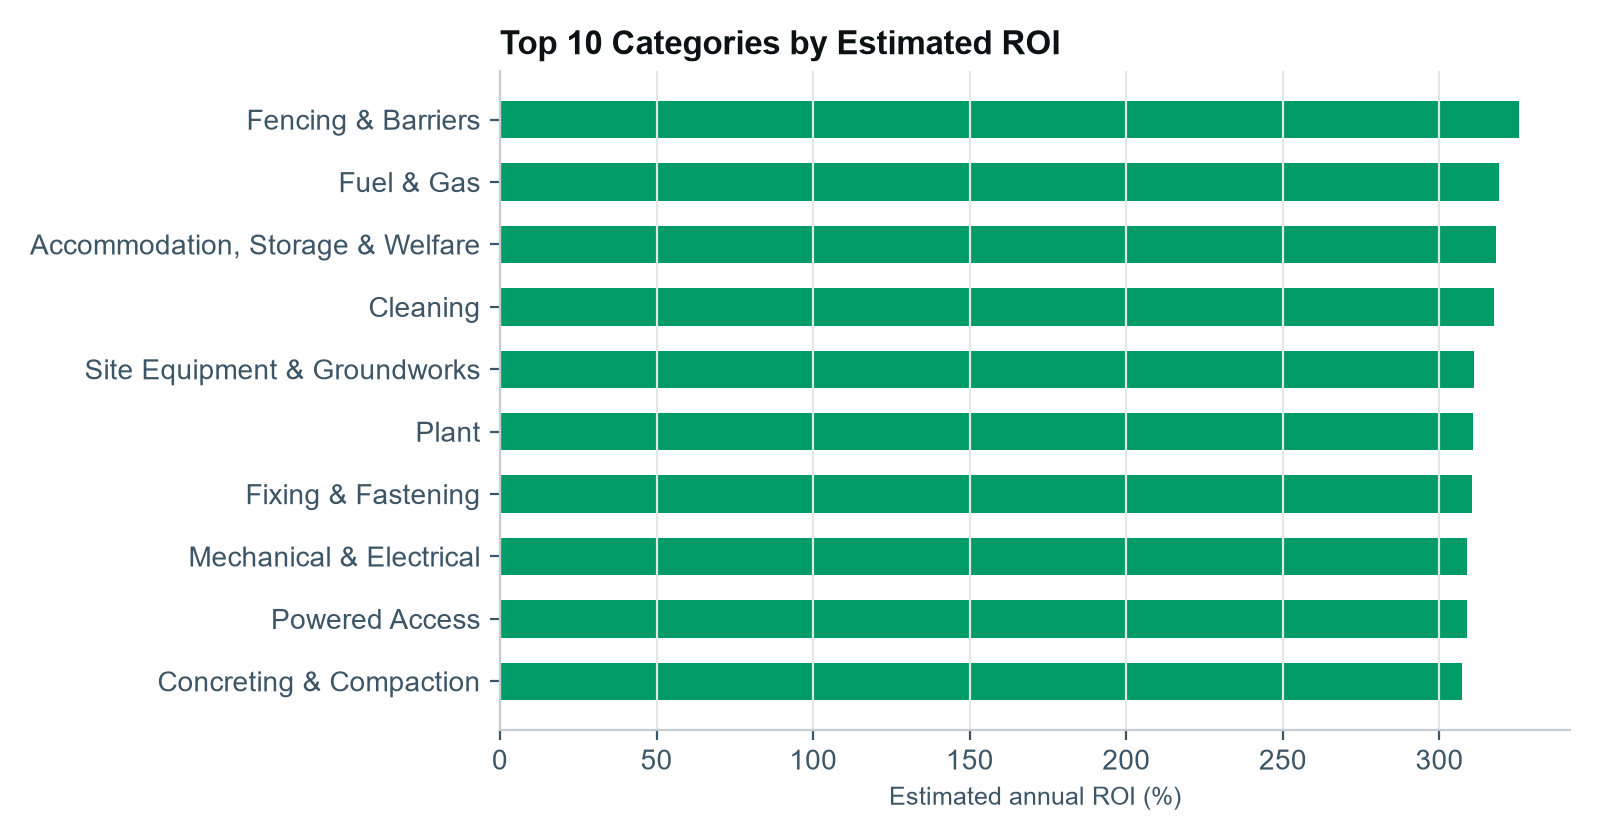 Top 10 Categories by Estimated ROI
Fencing & Barriers
Fuel & Gas
Accommodation, Storage & Welfare
Cleaning
Site Equipment & Groundworks
Plant
Fixing & Fastening
Mechanical & Electrical
Powered Access
Concreting & Compaction
0 50 100 150 200 250 300
Estimated annual ROI (%)